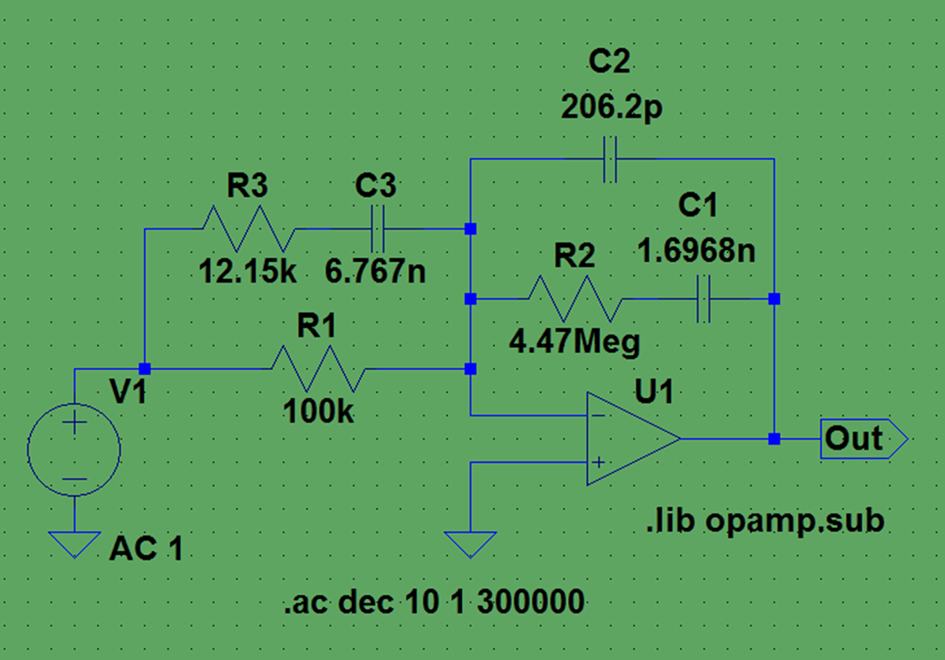 C2
206.2p
R3
C3
C1
12.15k
6.767n
R2
1.6968n
R1
4.47Meg
V1
100k
U1
Out
.lib opamp.sub
AC 1
.ac dec 10 1 300000